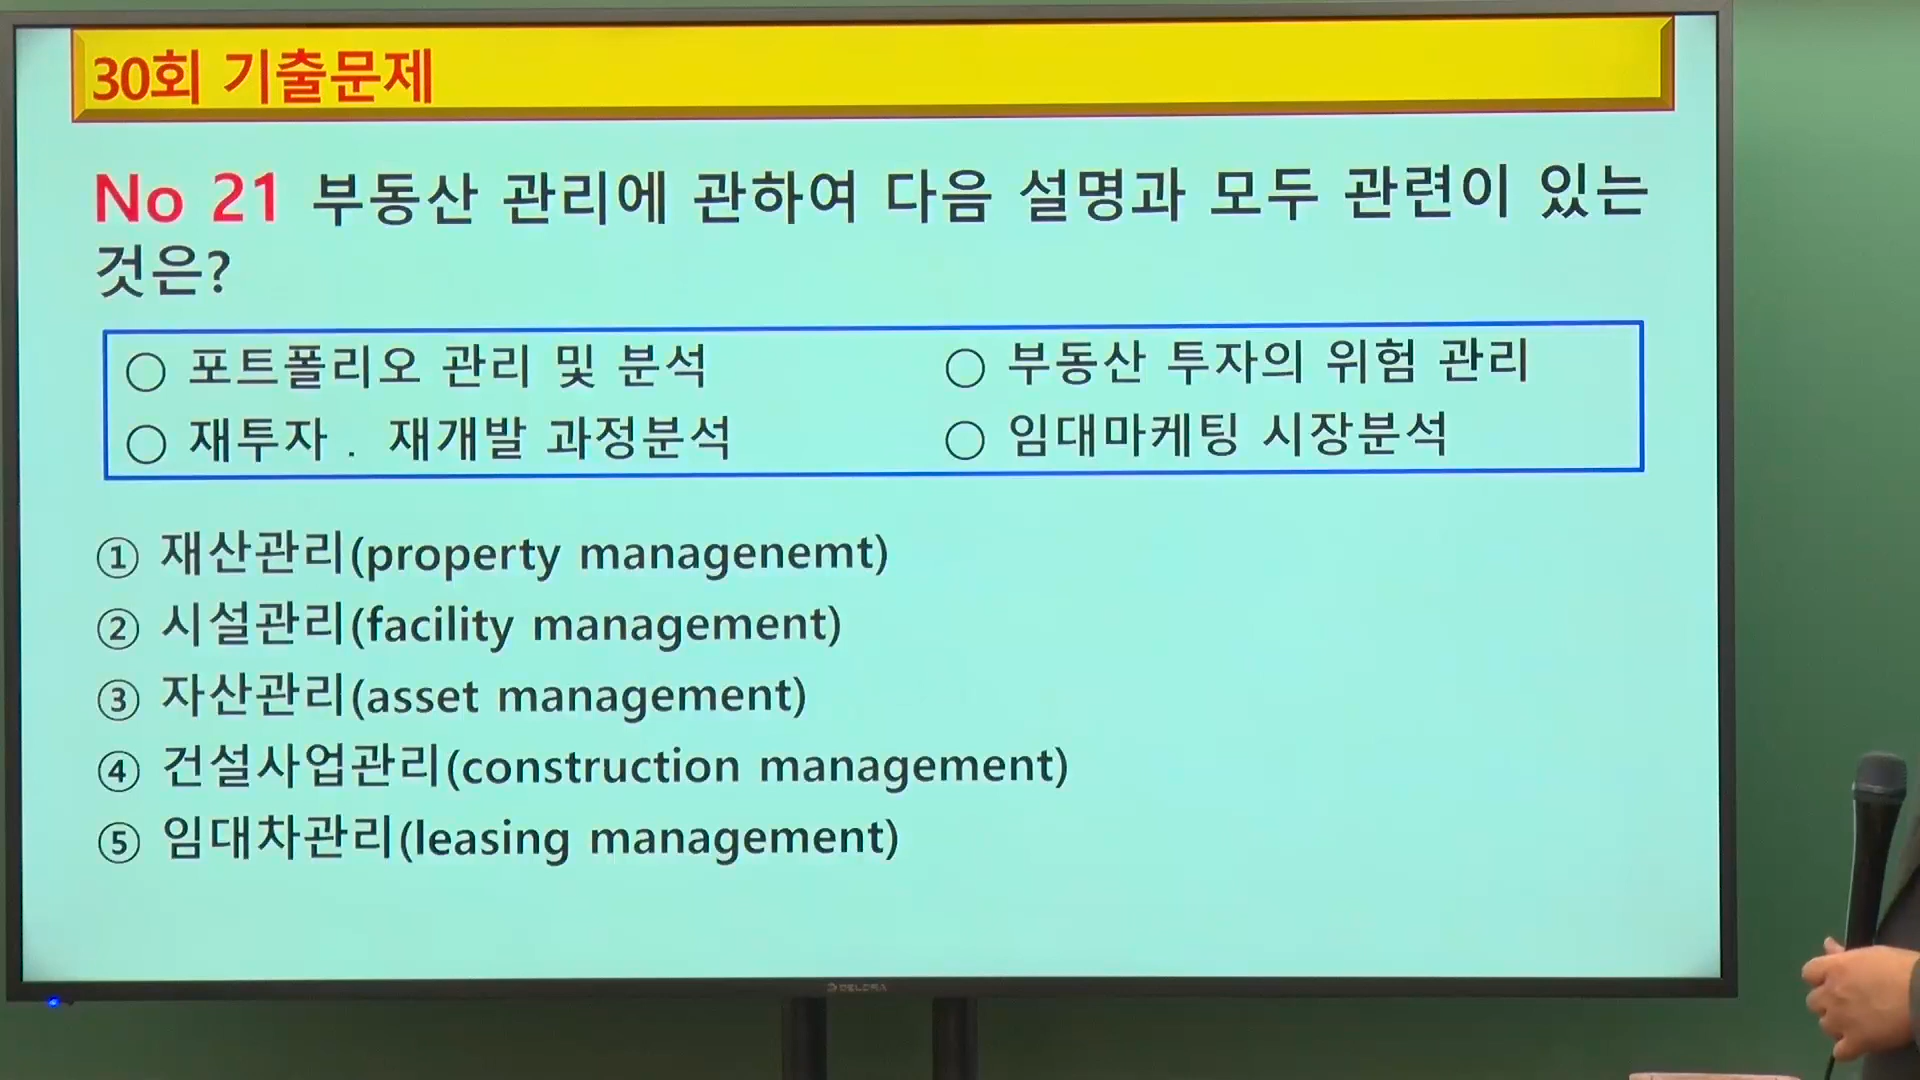 30회 기출문제
No 21 부동산 관리에 관하여 다음 설명과 모두 관련이 있는
것은?
○ 포트폴리오 관리 및 분석 ○ 부동산 투자의 위험 관리
○ 재투자 . 재개발 과정분석 ○ 임대마케팅 시장분석
① 재산관리(property managenemt)
② 시설관리(facility management)
③ 자산관리(asset management)
④ 건설사업관리(construction management)
⑤ 임대차관리(leasing management)